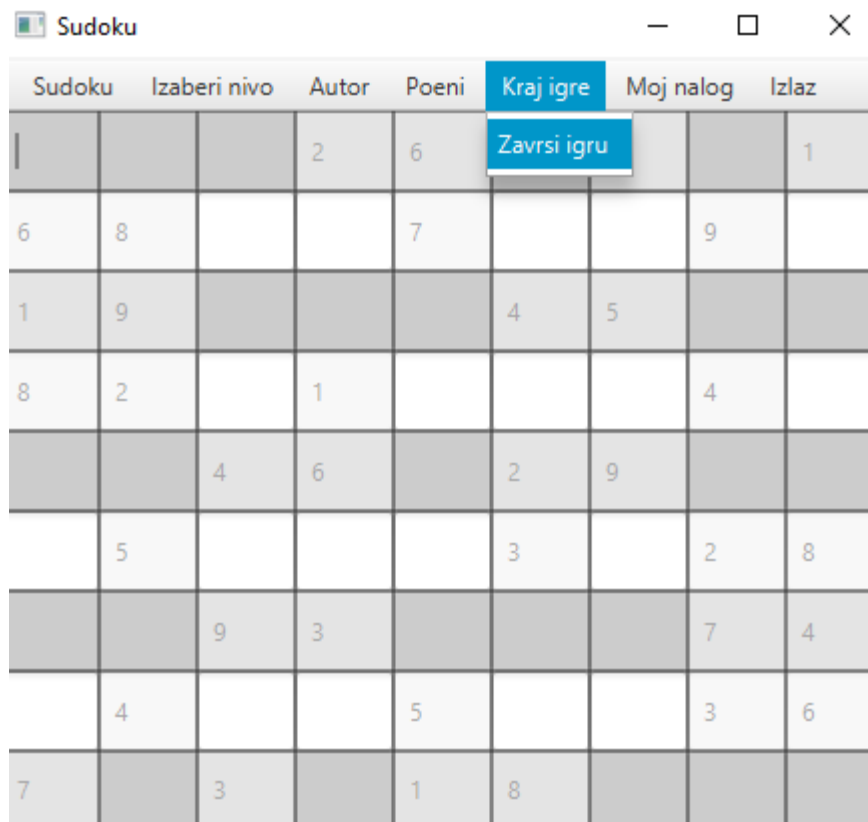 Sudoku
Sudoku Izaberi nivo Autor Poeni Kraj igre Moj nalog Izlaz
Zavrsi igru
2 6 1
6 8 7 9
1 9 4 5
8 2 1 4
4 6 2 9
5 3 2 8
9 3 7 4
4 5 3 6
7 3 1 8